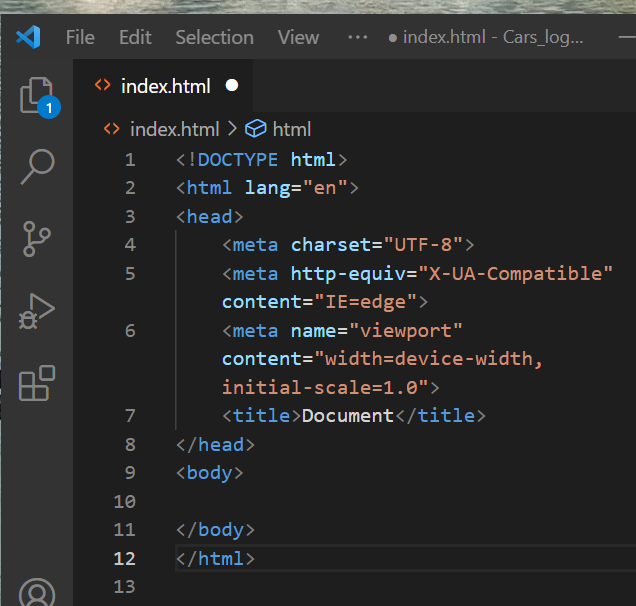 File Edit Selection View ··· ● index.html - Cars_log...
index.html
1
index.html > html
1 <!DOCTYPE html>
2 <html lang="en">
3 <head>
4 <meta charset="UTF-8">
5 <meta http-equiv="X-UA-Compatible"
content="IE=edge">
6 <meta name="viewport"
content="width=device-width,
initial-scale=1.0">
7 <title>Document</title>
8 </head>
9 <body>
10
11 </body>
12 </html>
13